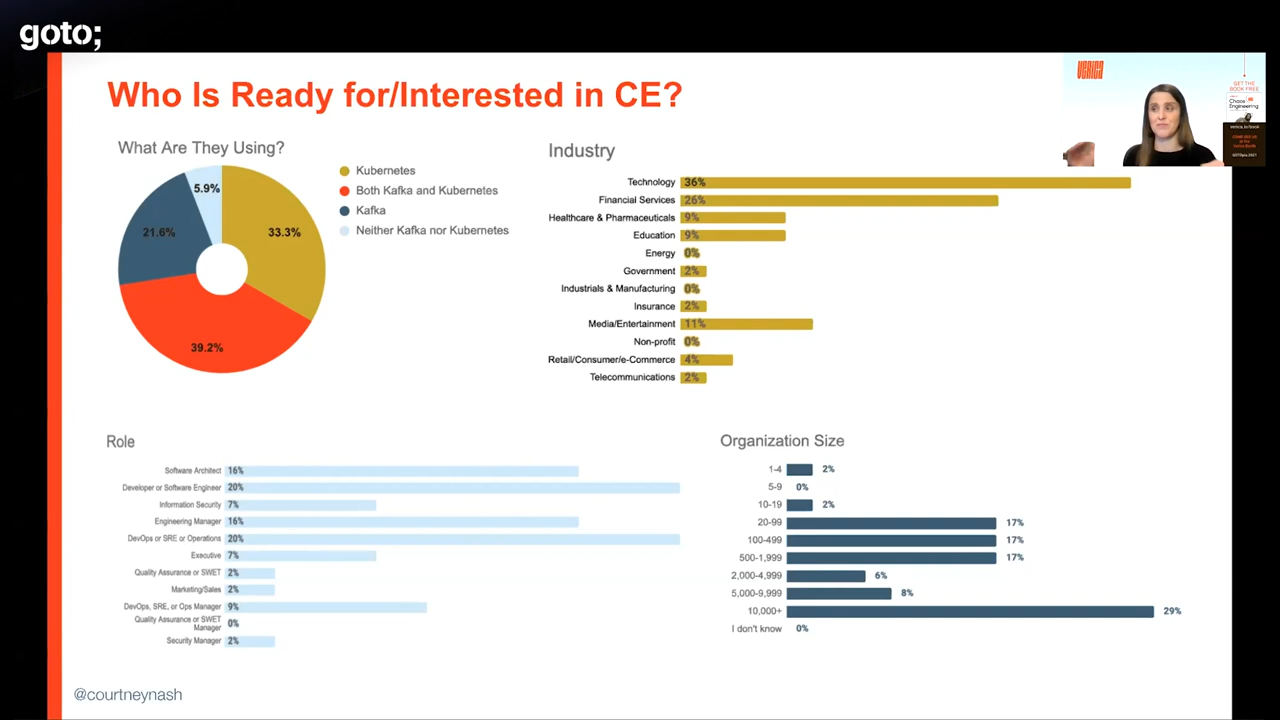 goto;
Who Is Ready for/Interested in CE?
VERICA
GET THE
BOOK FREE
Chaos
Engineering
What Are They Using?
5.9%
33.3%
21.6%
39.2%
Kubernetes
Both Kafka and Kubernetes
Kafka
Neither Kafka nor Kubernetes
Industry
Technology 36%
Financial Services 26%
Healthcare & Pharmaceuticals 9%
Education 9%
Energy 0%
Government 2%
Industrials & Manufacturing 0%
Insurance 2%
Media/Entertainment 11%
Non-profit 0%
Retail/Consumer/e-Commerce 4%
Telecommunications 2%
Role
Software Architect 16%
Developer or Software Engineer 20%
Information Security 7%
Engineering Manager 16%
DevOps or SRE or Operations 20%
Executive 7%
Quality Assurance or SWET 2%
Marketing/Sales 2%
DevOps, SRE, or Ops Manager 9%
Quality Assurance or SWET
Manager 0%
Security Manager 2%
Organization Size
1-4 2%
5-9 0%
10-19 2%
20-99 17%
100-499 17%
500-1,999 17%
2,000-4,999 6%
5,000-9,999 8%
10,000+ 29%
I don't know 0%
@courtneynash